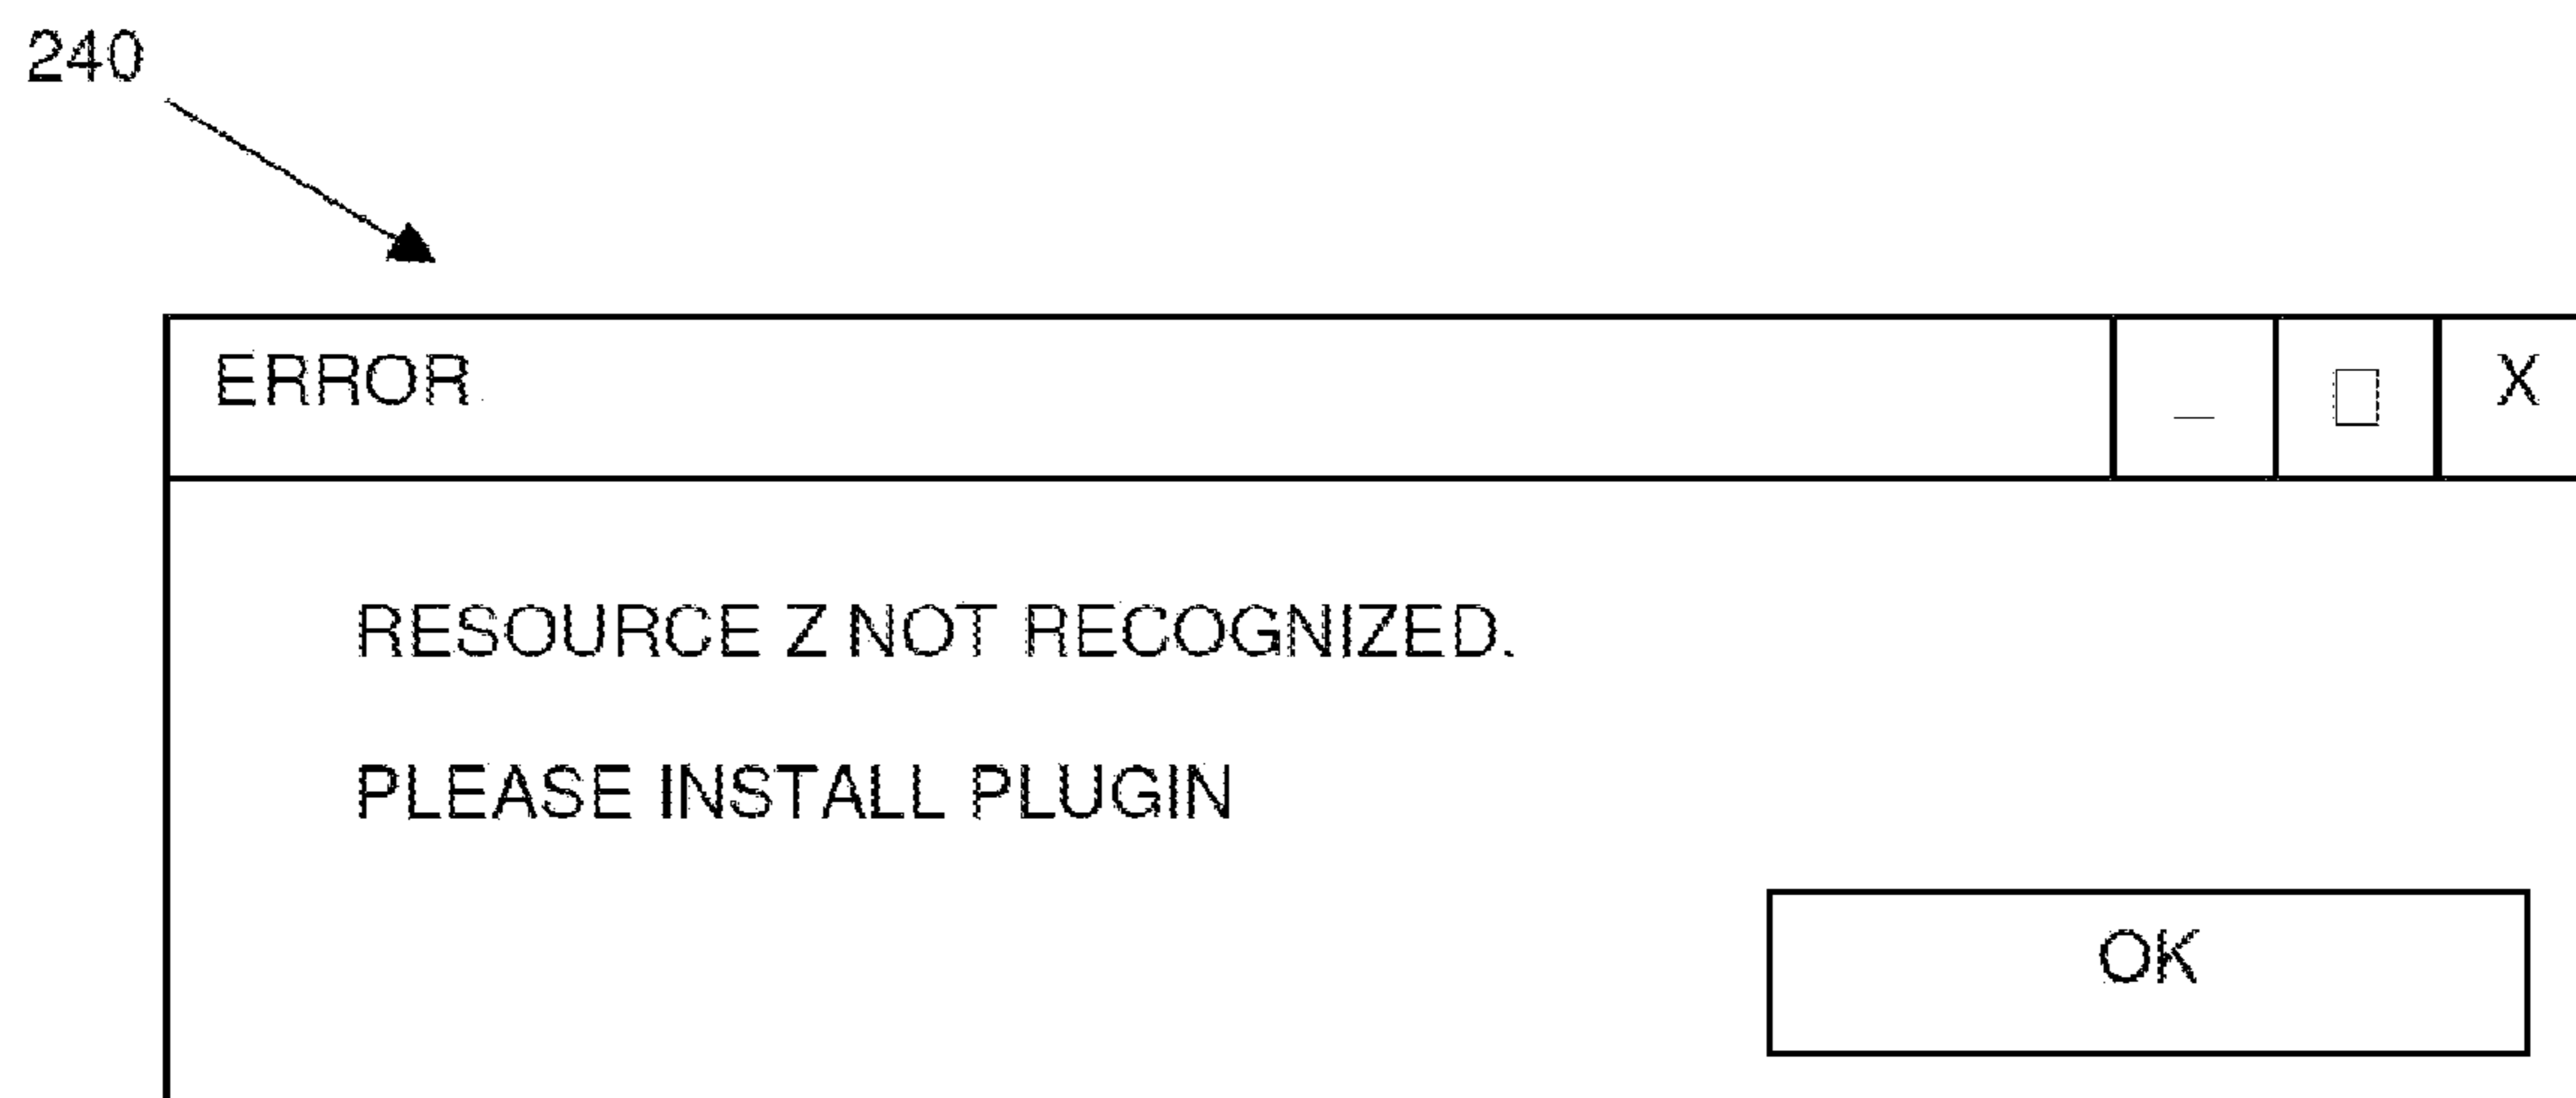 240
ERROR
_ □ X
RESOURCE Z NOT RECOGNIZED.
PLEASE INSTALL PLUGIN
OK